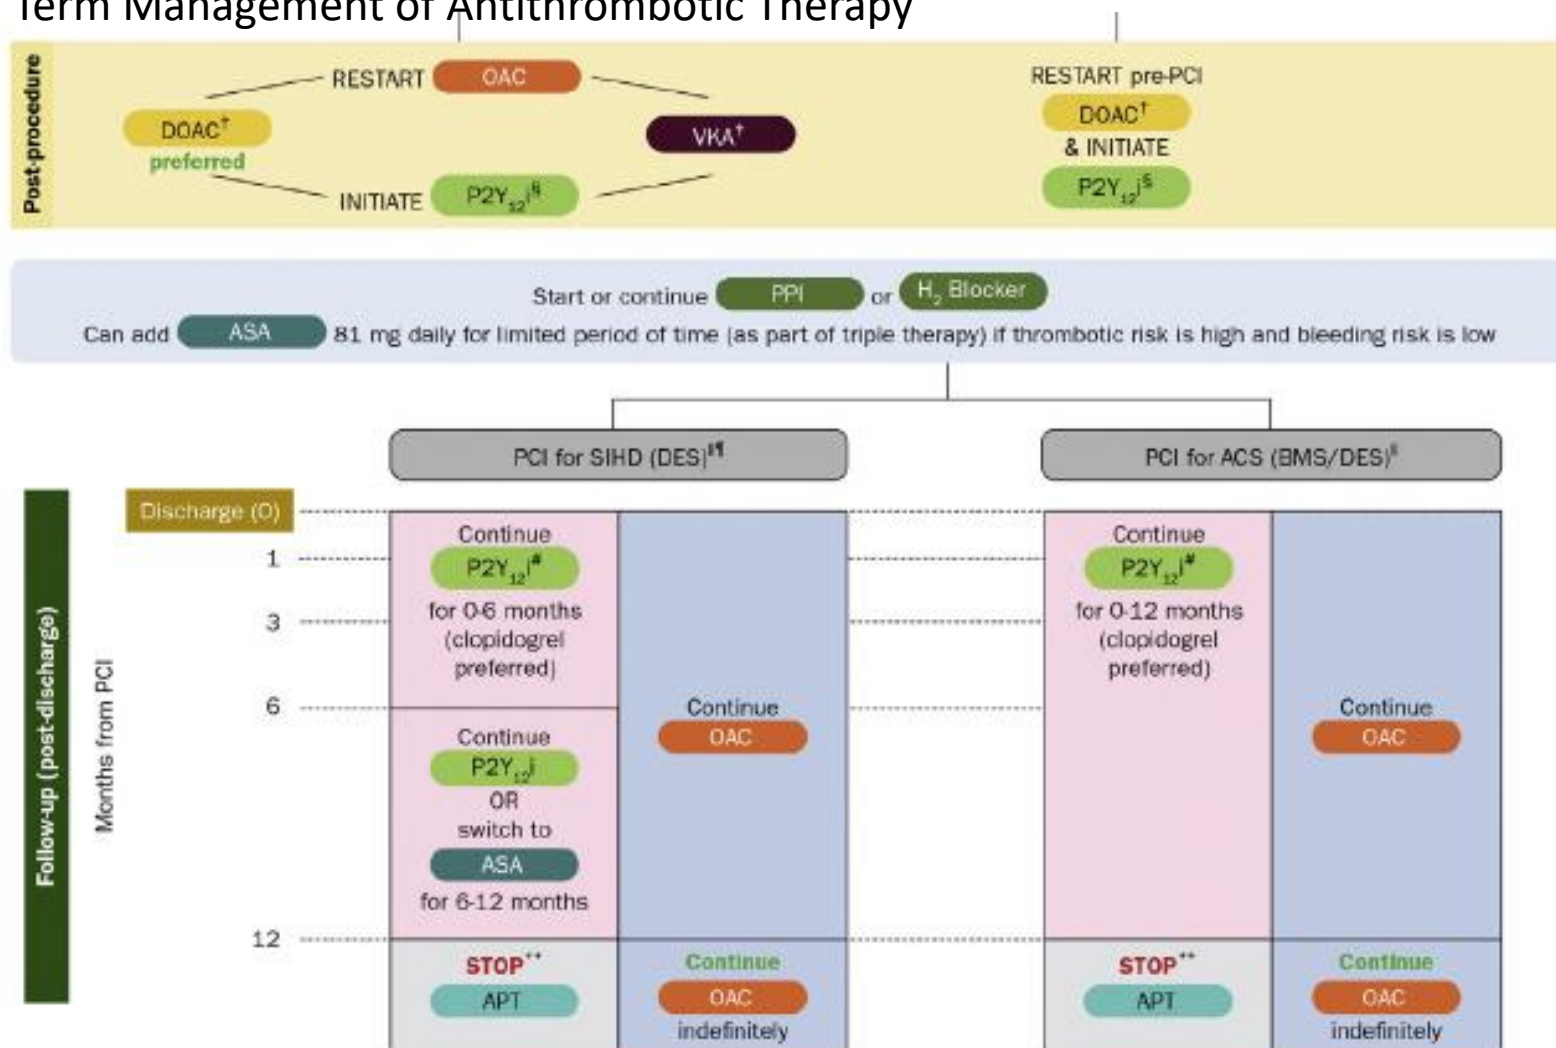 Term Management of Antithrombotic Therapy
Post-procedure
RESTART OAC
DOAC†
preferred
VKA†
INITIATE P2Y₁₂i§
RESTART pre-PCI
DOAC†
& INITIATE
P2Y₁₂i§
Start or continue PPI or H₂ Blocker
Can add ASA 81 mg daily for limited period of time (as part of triple therapy) if thrombotic risk is high and bleeding risk is low
PCI for SIHD (DES)‖¶
PCI for ACS (BMS/DES)‖
Follow-up (post-discharge)
Months from PCI
Discharge (0)
1
3
6
12
Continue
P2Y₁₂i#
for 0-6 months
(clopidogrel
preferred)
Continue
P2Y₁₂i
OR
switch to
ASA
for 6-12 months
STOP**
APT
Continue
OAC
Continue
OAC
indefinitely
Continue
P2Y₁₂i#
for 0-12 months
(clopidogrel
preferred)
STOP**
APT
Continue
OAC
Continue
OAC
indefinitely